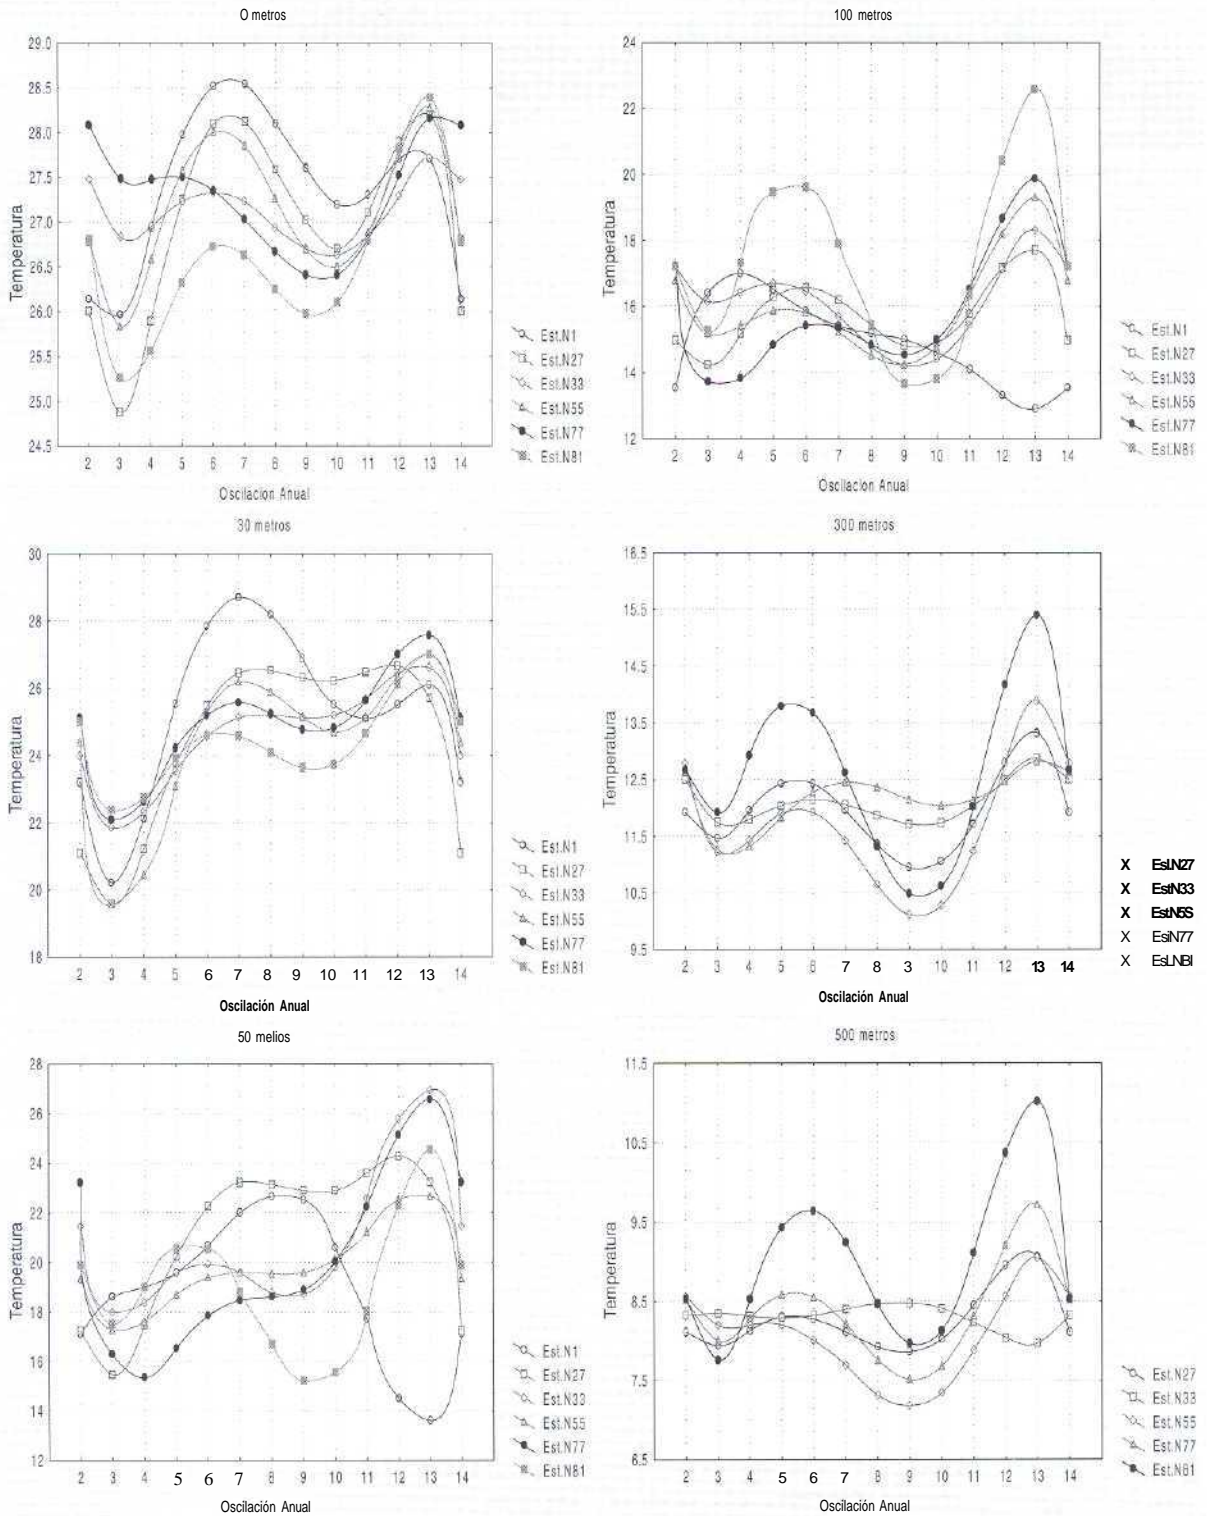 O metros
29.0
28.5
28.0
27.5
27.0
26.5
26.0
25.5
25.0
24.5
Temperatura
2 3 4 5 6 7 8 9 10 11 12 13 14
Oscilacion Anual
Est.N1
Est.N27
Est.N33
Est.N55
Est.N77
Est.N81
100 metros
24
22
20
18
16
14
12
Temperatura
2 3 4 5 6 7 8 9 10 11 12 13 14
Oscilación Anual
Est.N1
Est.N27
Est.N33
Est.N55
Est.N77
Est.N81
30 metros
30
28
26
24
22
20
18
Temperatura
2 3 4 5 6 7 8 9 10 11 12 13 14
Oscilación Anual
Est.N1
Est.N27
Est.N33
Est.N55
Est.N77
Est.N81
300 metros
16.5
15.5
14.5
13.5
12.5
11.5
10.5
9.5
Temperatura
2 3 4 5 6 7 8 3 10 11 12 13 14
Oscilación Anual
X Esl.N27
X EstN33
X Est.N5S
X EsiN77
X EsLNBI
50 melios
28
26
24
22
20
18
16
14
12
Temperatura
2 3 4 5 6 7 8 9 10 11 12 13 14
Oscilación Anual
Est.N1
Est.N27
Est.N33
Est.N55
Est.N77
Est.N81
500 metros
11.5
10.5
9.5
8.5
7.5
6.5
Temperatura
2 3 4 5 6 7 8 9 10 11 12 13 14
Oscilación Anual
Est.N27
Est.N33
Est.N55
Est.N77
Est.N81